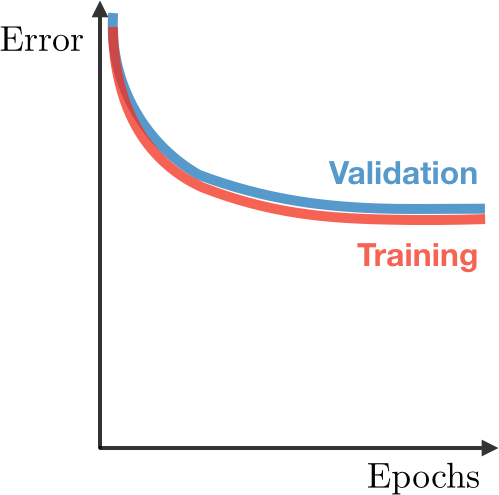 Error
Validation
Training
Epochs